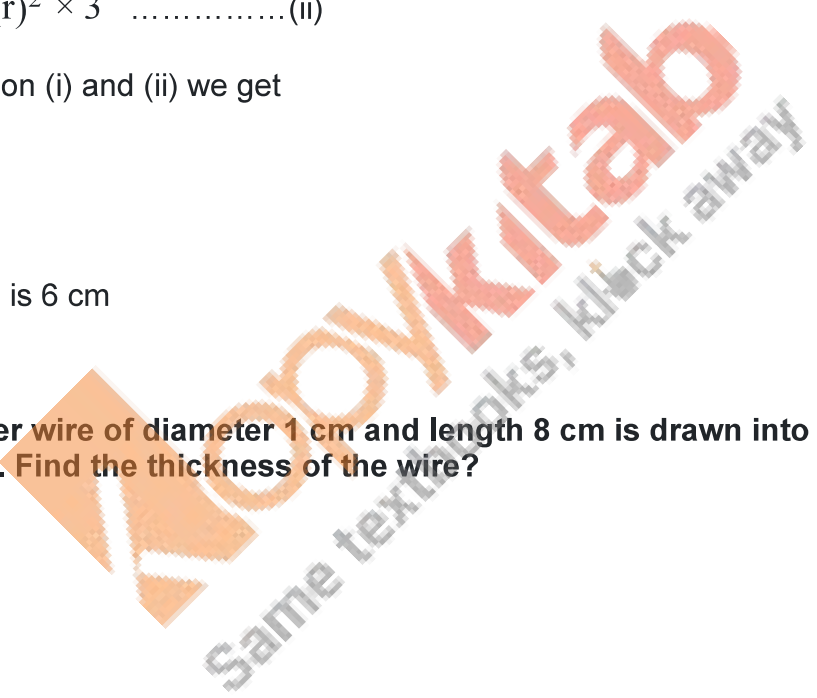 r)² × 3 ……………(ii)
on (i) and (ii) we get
is 6 cm
er wire of diameter 1 cm and length 8 cm is drawn into
. Find the thickness of the wire?
kopykitab
Same textbooks, klick away